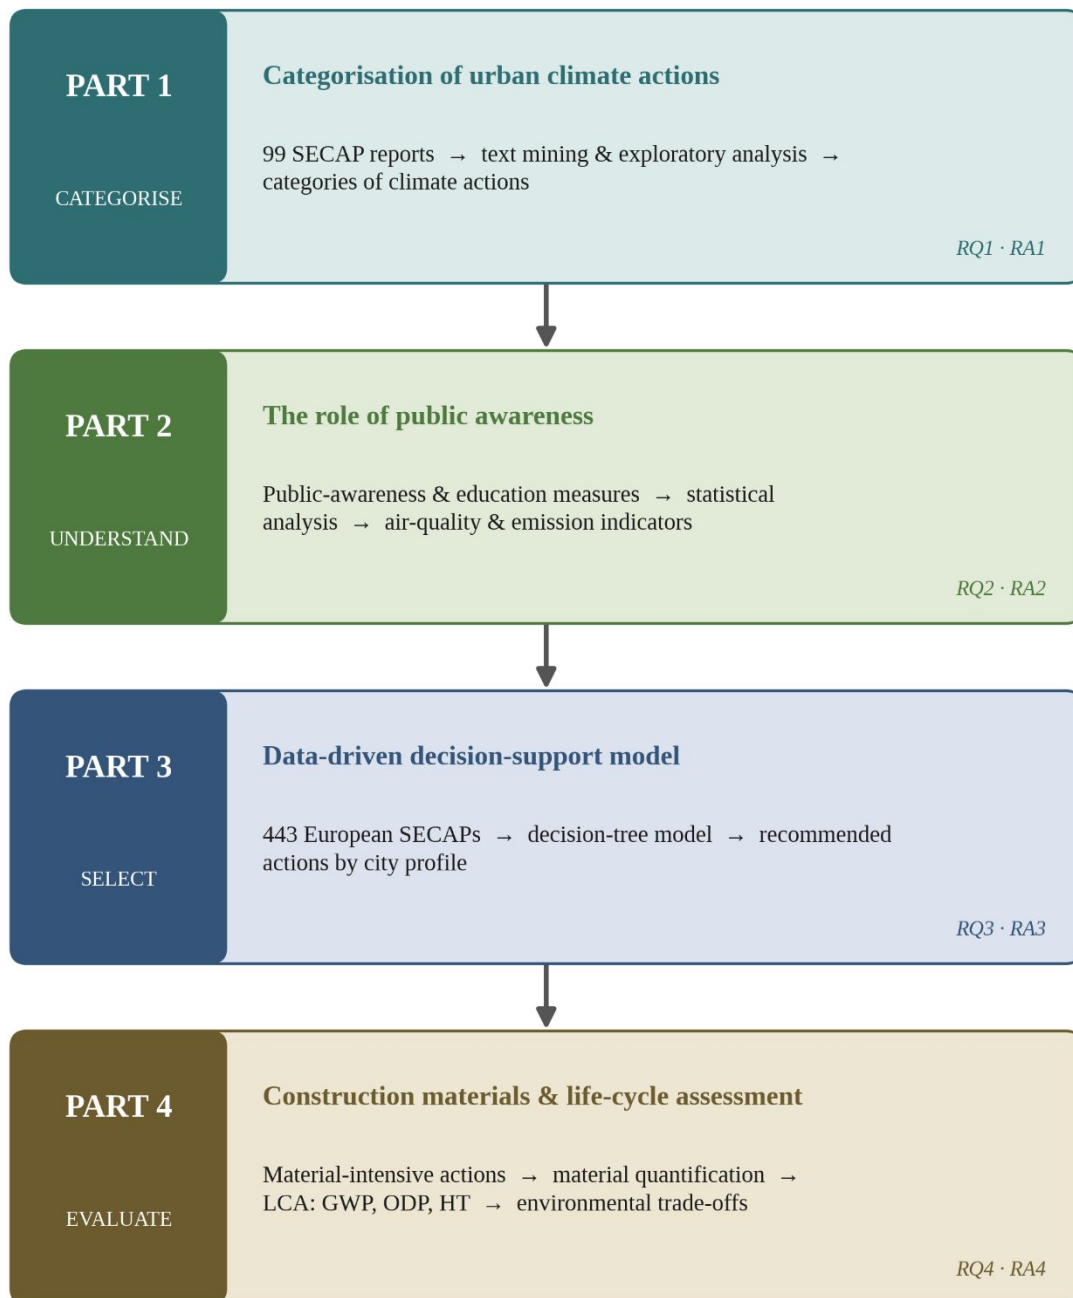 PART 1
CATEGORISE
Categorisation of urban climate actions
99 SECAP reports → text mining & exploratory analysis →
categories of climate actions
RQ1 · RA1
PART 2
UNDERSTAND
The role of public awareness
Public-awareness & education measures → statistical
analysis → air-quality & emission indicators
RQ2 · RA2
PART 3
SELECT
Data-driven decision-support model
443 European SECAPs → decision-tree model → recommended
actions by city profile
RQ3 · RA3
PART 4
EVALUATE
Construction materials & life-cycle assessment
Material-intensive actions → material quantification →
LCA: GWP, ODP, HT → environmental trade-offs
RQ4 · RA4